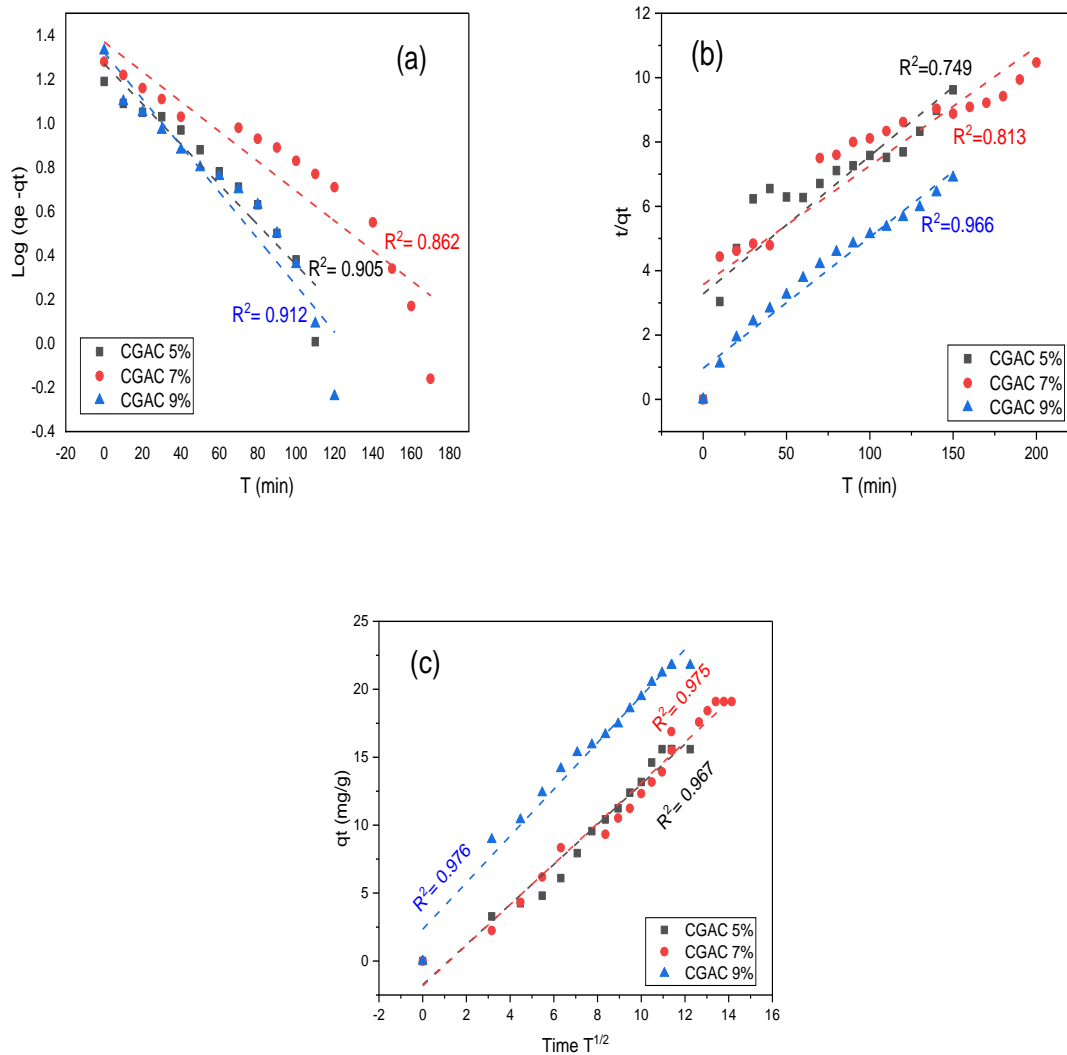 (a)
1.4
1.2
1.0
0.8
0.6
0.4
0.2
0.0
-0.2
-0.4
Log (qe -qt)
R²= 0.862
R²= 0.905
R²= 0.912
CGAC 5%
CGAC 7%
CGAC 9%
-20 0 20 40 60 80 100 120 140 160 180
T (min)
(b)
12
10
8
6
4
2
0
t/qt
R²=0.749
R²=0.813
R²=0.966
CGAC 5%
CGAC 7%
CGAC 9%
0 50 100 150 200
T (min)
(c)
25
20
15
10
5
0
qt (mg/g)
R²= 0.975
R²= 0.967
R²= 0.976
CGAC 5%
CGAC 7%
CGAC 9%
-2 0 2 4 6 8 10 12 14 16
Time T^1/2